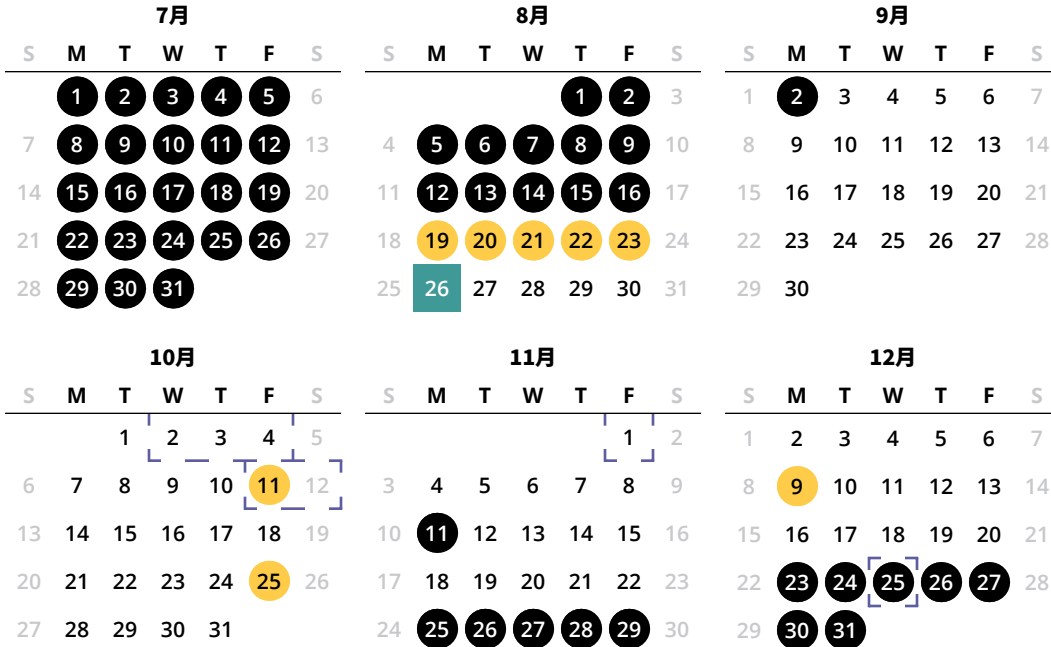 7月 8月 9月
S M T W T F S S M T W T F S S M T W T F S
1 2 3 4 5 6 1 2 3 1 2 3 4 5 6 7
7 8 9 10 11 12 13 4 5 6 7 8 9 10 8 9 10 11 12 13 14
14 15 16 17 18 19 20 11 12 13 14 15 16 17 15 16 17 18 19 20 21
21 22 23 24 25 26 27 18 19 20 21 22 23 24 22 23 24 25 26 27 28
28 29 30 31 25 26 27 28 29 30 31 29 30
10月 11月 12月
S M T W T F S S M T W T F S S M T W T F S
1 2 3 4 5 1 2 1 2 3 4 5 6 7
6 7 8 9 10 11 12 3 4 5 6 7 8 9 8 9 10 11 12 13 14
13 14 15 16 17 18 19 10 11 12 13 14 15 16 15 16 17 18 19 20 21
20 21 22 23 24 25 26 17 18 19 20 21 22 23 22 23 24 25 26 27 28
27 28 29 30 31 24 25 26 27 28 29 30 29 30 31